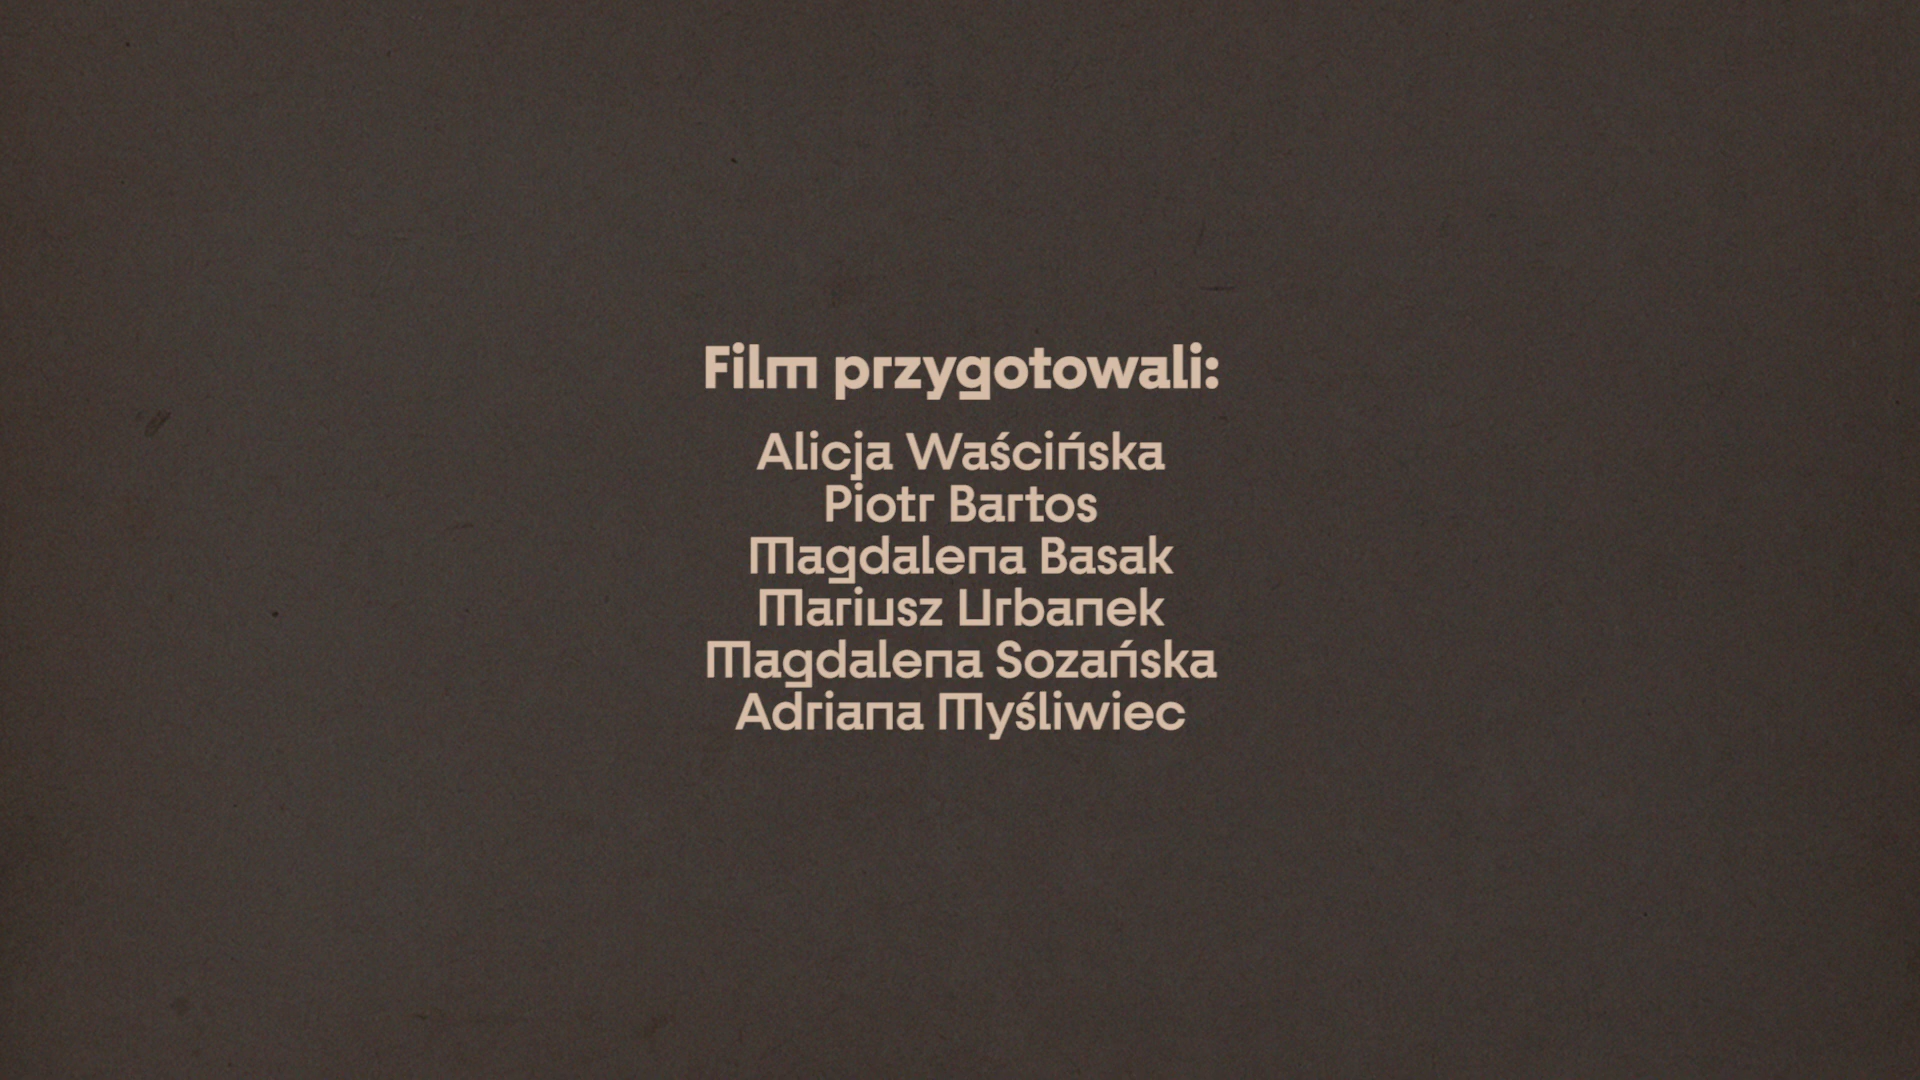 Film przygotowali:
Alicja Waścińska
Piotr Bartos
Magdalena Basak
Mariusz Urbanek
Magdalena Sozańska
Adriana Myśliwiec